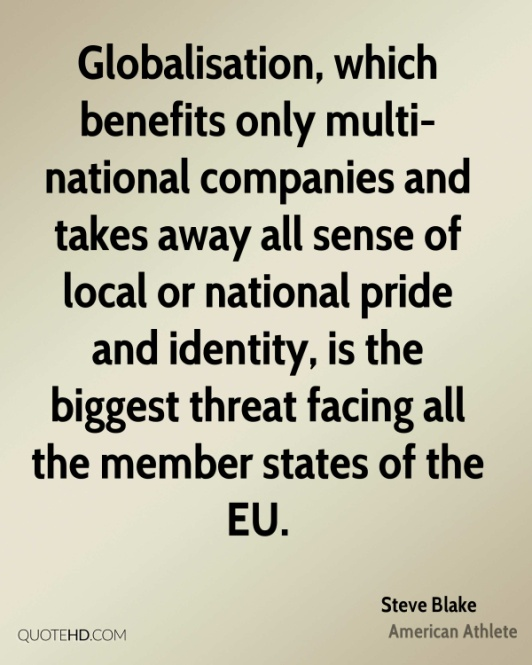 Globalisation, which
benefits only multi-
national companies and
takes away all sense of
local or national pride
and identity, is the
biggest threat facing all
the member states of the
EU.
Steve Blake
American Athlete
QUOTEHD.COM